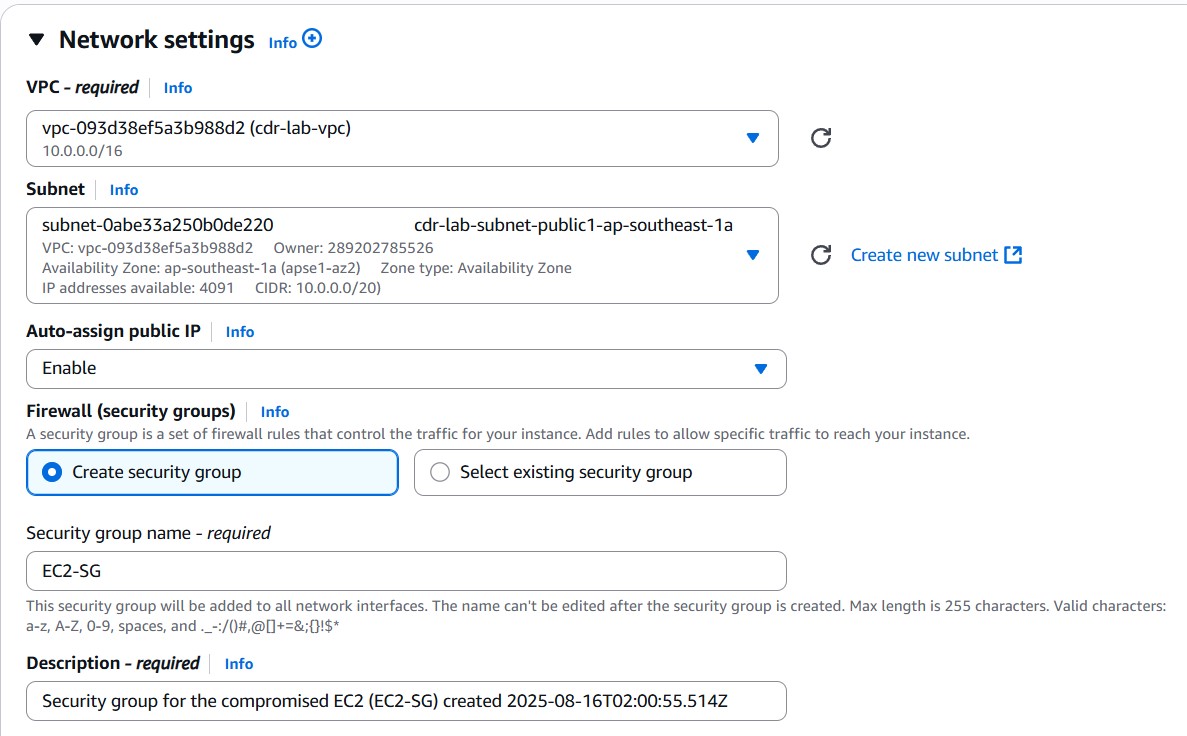 Network settings Info
VPC - required Info
vpc-093d38ef5a3b988d2 (cdr-lab-vpc)
10.0.0.0/16
Subnet Info
subnet-0abe33a250b0de220 cdr-lab-subnet-public1-ap-southeast-1a
VPC: vpc-093d38ef5a3b988d2 Owner: 289202785526
Availability Zone: ap-southeast-1a (apse1-az2) Zone type: Availability Zone
IP addresses available: 4091 CIDR: 10.0.0.0/20)
Create new subnet
Auto-assign public IP Info
Enable
Firewall (security groups) Info
A security group is a set of firewall rules that control the traffic for your instance. Add rules to allow specific traffic to reach your instance.
Create security group Select existing security group
Security group name - required
EC2-SG
This security group will be added to all network interfaces. The name can't be edited after the security group is created. Max length is 255 characters. Valid characters:
a-z, A-Z, 0-9, spaces, and ._-:/()#,@[]+=&;{}!$*
Description - required Info
Security group for the compromised EC2 (EC2-SG) created 2025-08-16T02:00:55.514Z